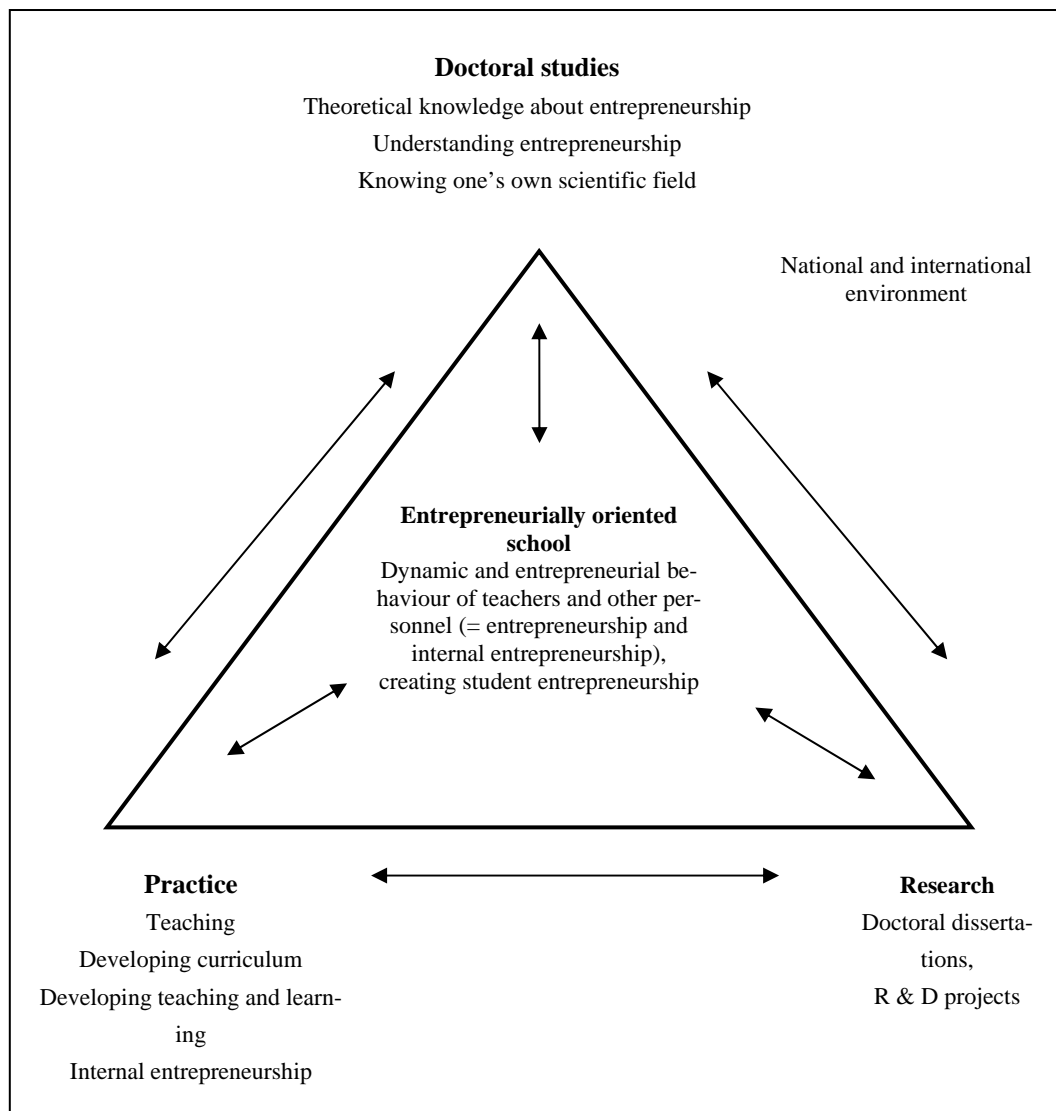 Doctoral studies
Theoretical knowledge about entrepreneurship
Understanding entrepreneurship
Knowing one’s own scientific field
National and international
environment
Entrepreneurially oriented
school
Dynamic and entrepreneurial be-
haviour of teachers and other per-
sonnel (= entrepreneurship and
internal entrepreneurship),
creating student entrepreneurship
Practice
Teaching
Developing curriculum
Developing teaching and learn-
ing
Internal entrepreneurship
Research
Doctoral disserta-
tions,
R & D projects